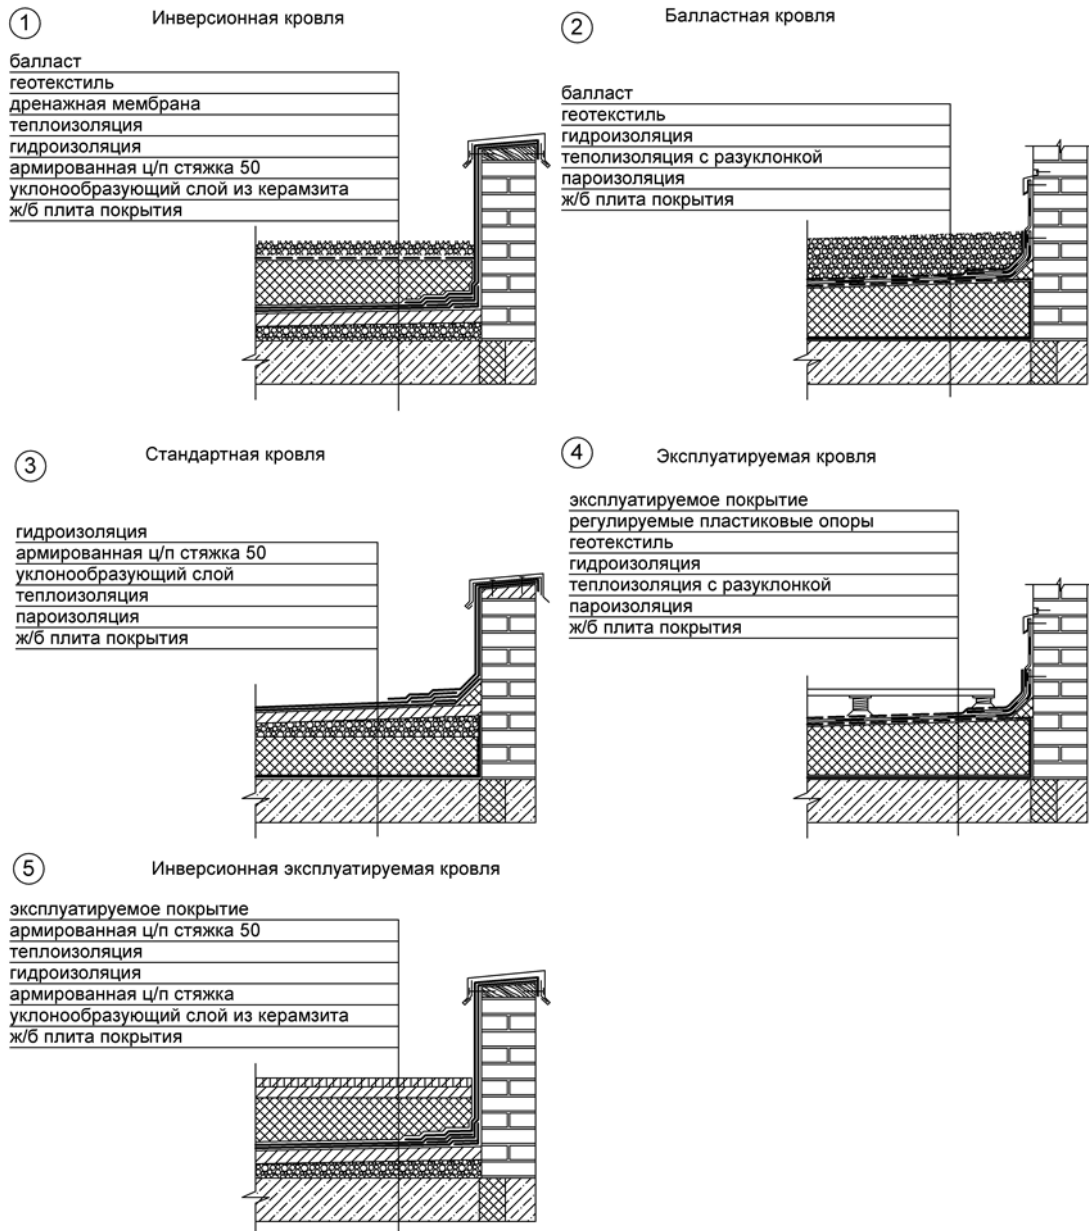 1
Инверсионная кровля
балласт
геотекстиль
дренажная мембрана
теплоизоляция
гидроизоляция
армированная ц/п стяжка 50
уклонообразующий слой из керамзита
ж/б плита покрытия
2
Балластная кровля
балласт
геотекстиль
гидроизоляция
теполизоляция с разуклонкой
пароизоляция
ж/б плита покрытия
3
Стандартная кровля
гидроизоляция
армированная ц/п стяжка 50
уклонообразующий слой
теплоизоляция
пароизоляция
ж/б плита покрытия
4
Эксплуатируемая кровля
эксплуатируемое покрытие
регулируемые пластиковые опоры
геотекстиль
гидроизоляция
теплоизоляция с разуклонкой
пароизоляция
ж/б плита покрытия
5
Инверсионная эксплуатируемая кровля
эксплуатируемое покрытие
армированная ц/п стяжка 50
теплоизоляция
гидроизоляция
армированная ц/п стяжка
уклонообразующий слой из керамзита
ж/б плита покрытия